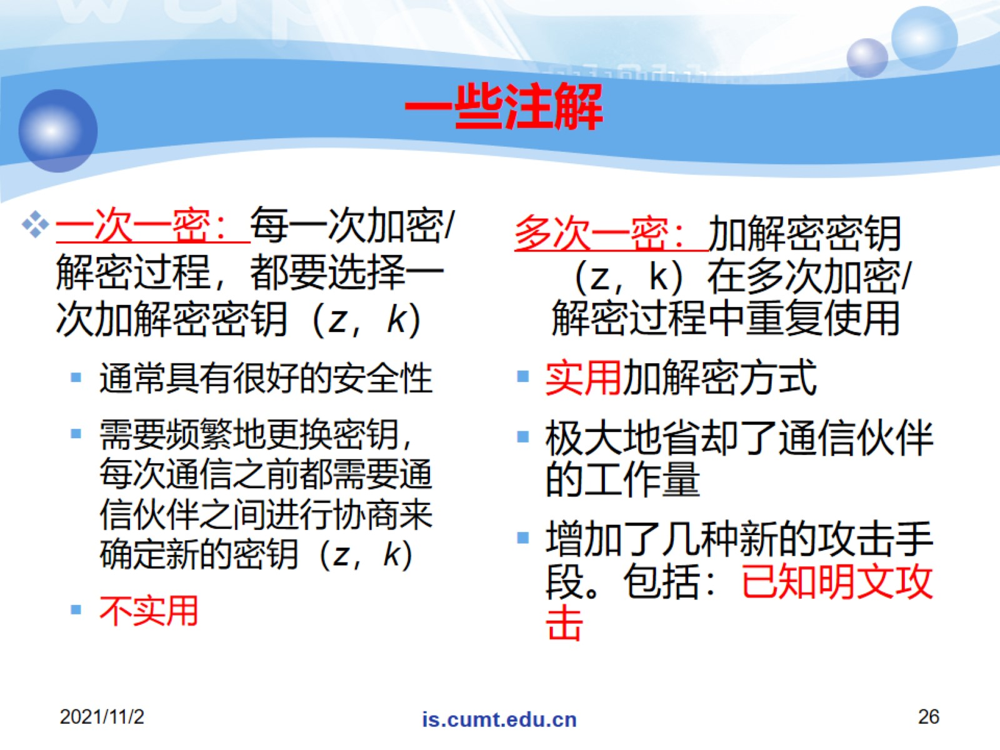 一些注解
一次一密：每一次加密/
解密过程，都要选择一
次加解密密钥（z，k）
通常具有很好的安全性
需要频繁地更换密钥，
每次通信之前都需要通
信伙伴之间进行协商来
确定新的密钥（z，k）
不实用
多次一密：加解密密钥
（z，k）在多次加密/
解密过程中重复使用
实用加解密方式
极大地省却了通信伙伴
的工作量
增加了几种新的攻击手
段。包括：已知明文攻
击
2021/11/2
is.cumt.edu.cn
26